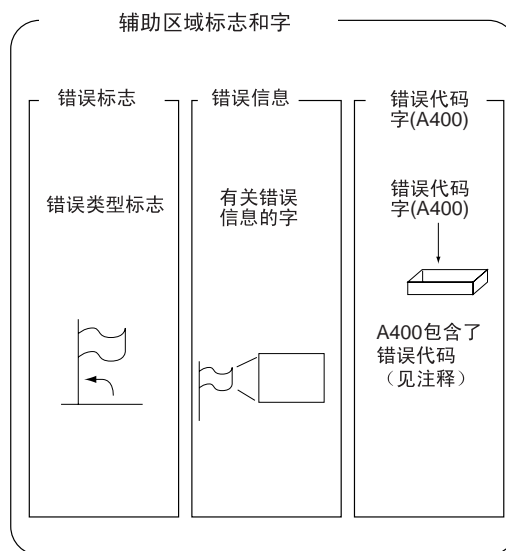 辅助区域标志和字
错误标志
错误类型标志
错误信息
有关错误
信息的字
错误代码
字(A400)
错误代码
字(A400)
A400包含了
错误代码
（见注释）